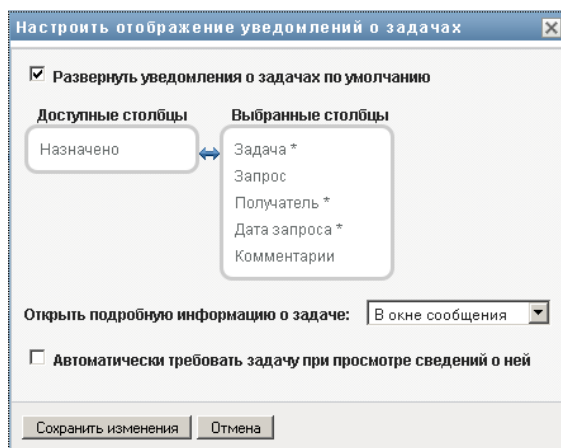 Настроить отображение уведомлений о задачах
Развернуть уведомления о задачах по умолчанию
Доступные столбцы Выбранные столбцы
Назначено
Задача *
Запрос
Получатель *
Дата запроса *
Комментарии
Открыть подробную информацию о задаче: В окне сообщения
Автоматически требовать задачу при просмотре сведений о ней
Сохранить изменения Отмена